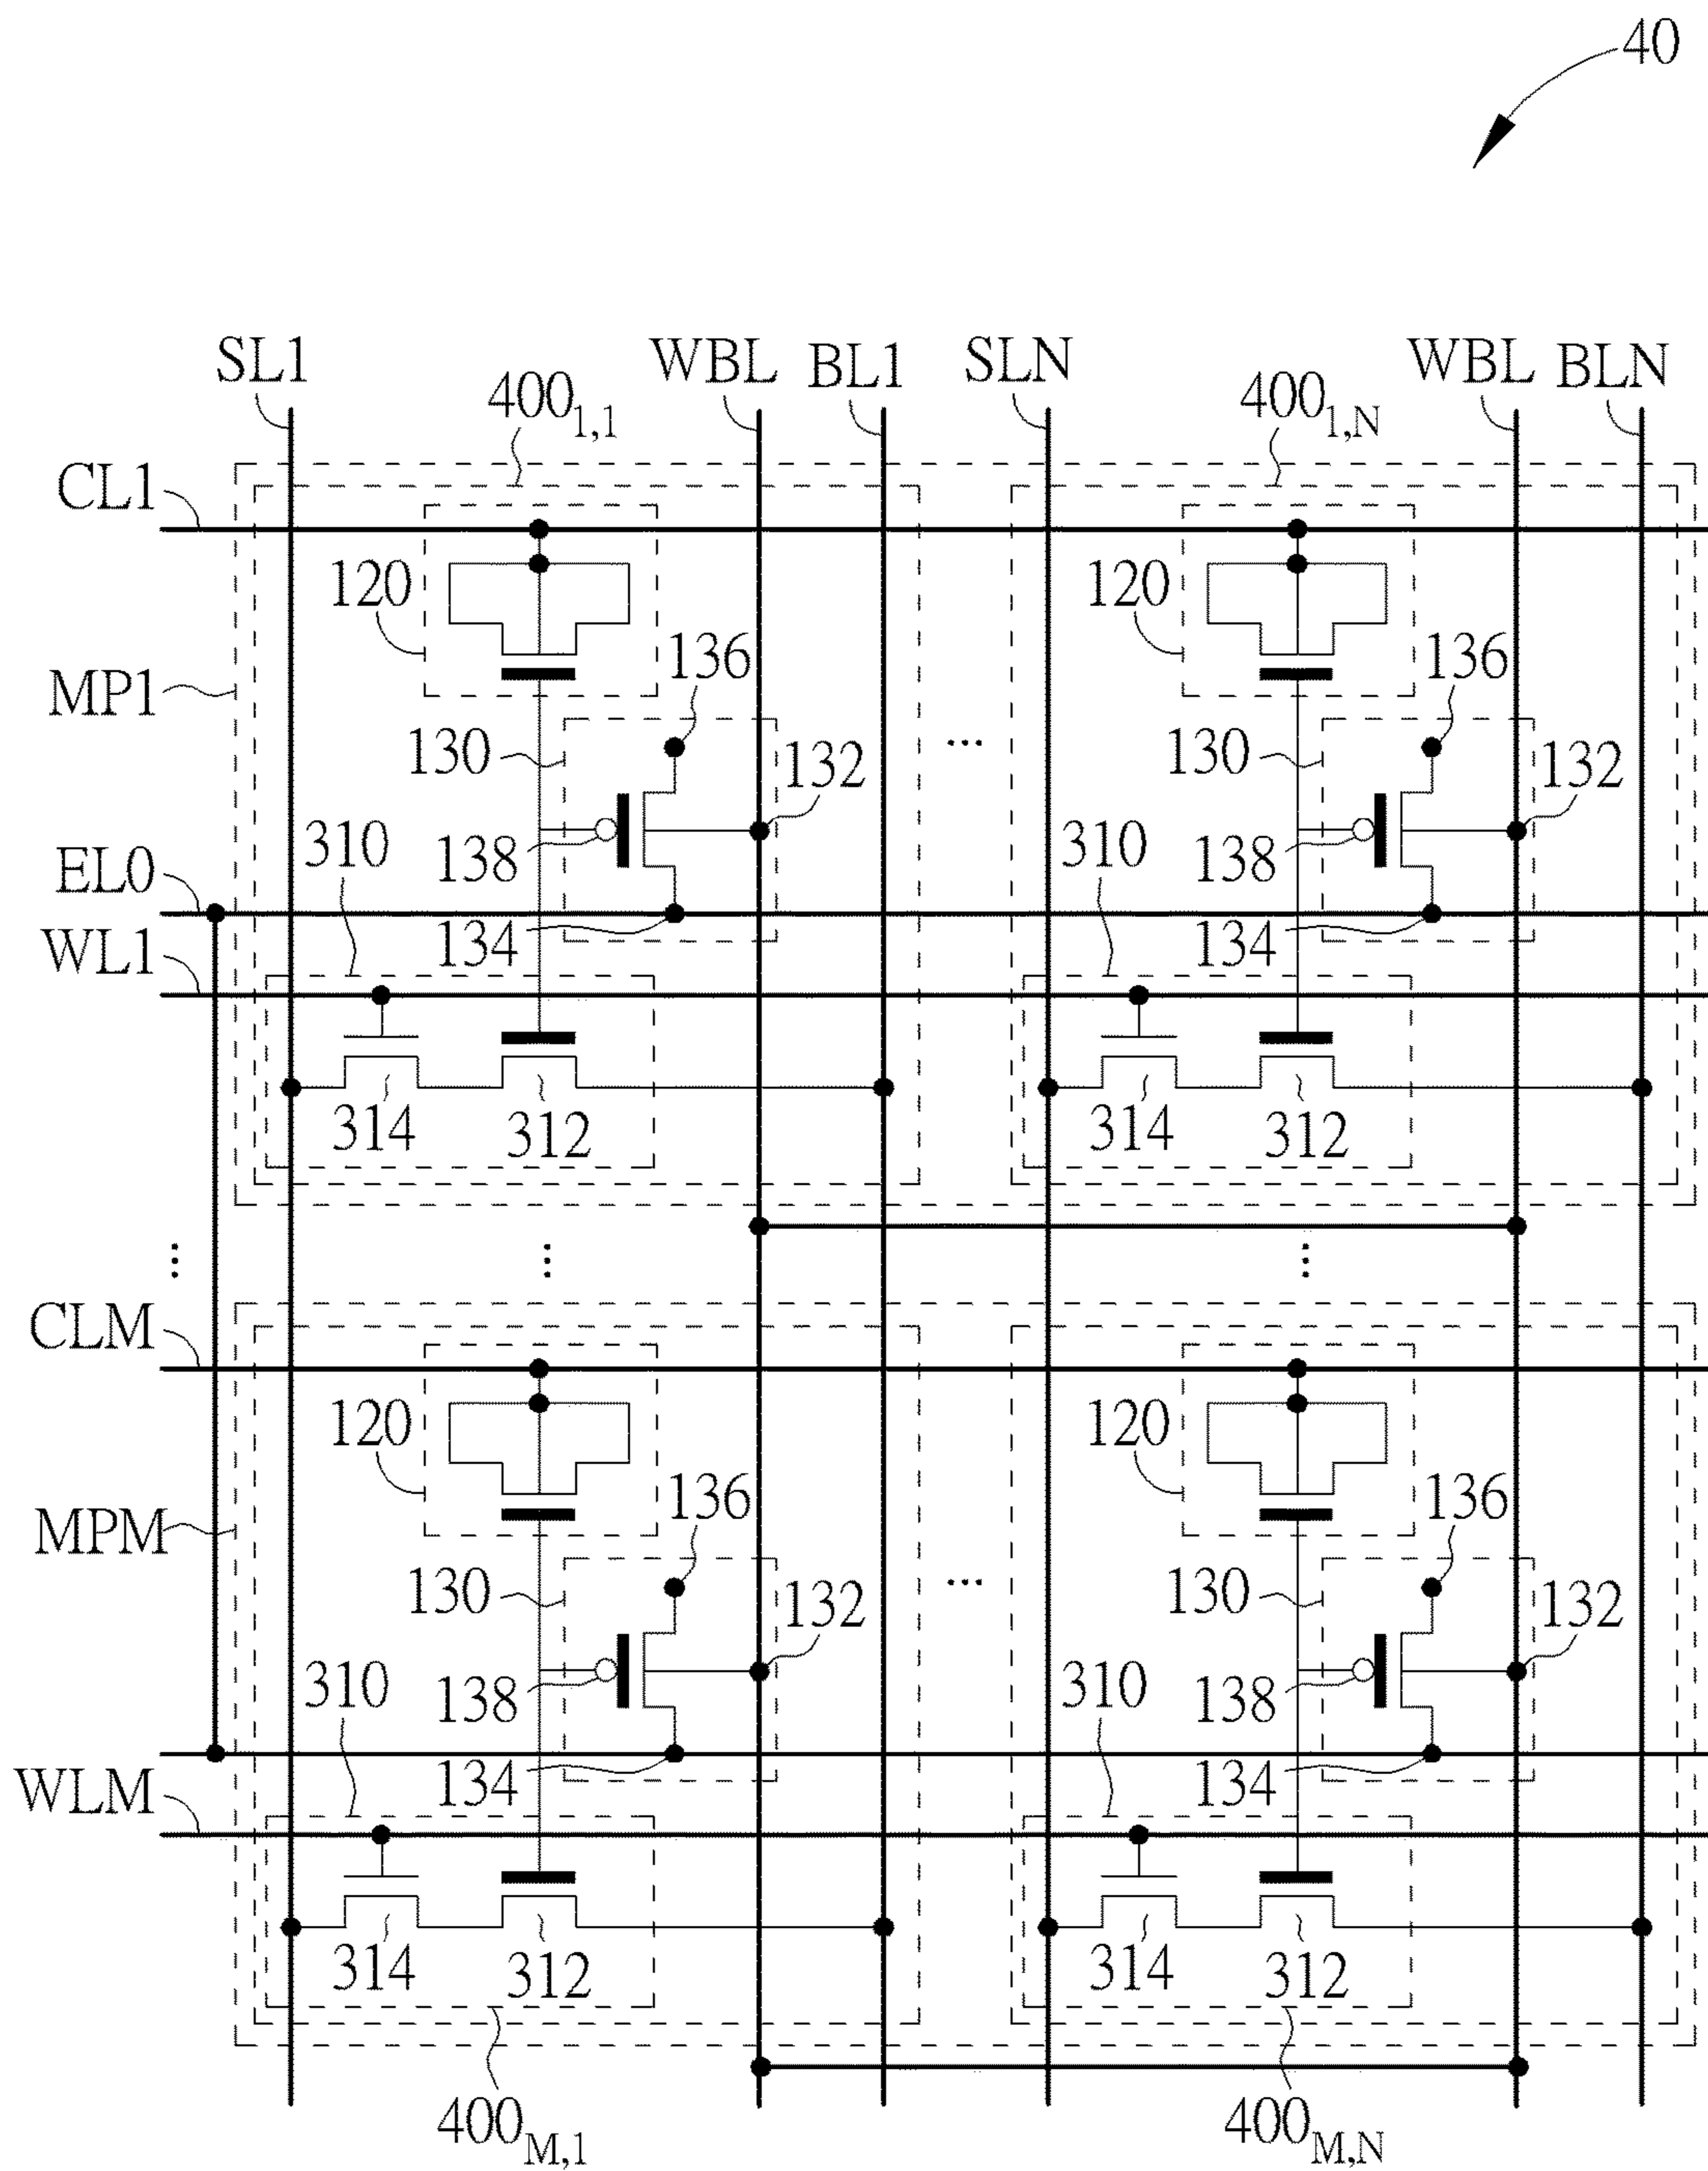 40
SL1 WBL BL1 SLN WBL BLN
400₁,₁ 400₁,N
CL1
120 120
MP1 136 136
130 132 ... 130 132
310 138 310 138
EL0
134 134
WL1
314 312 314 312
⋮ ⋮ ⋮
CLM
120 120
MPM 136 136
130 132 ... 130 132
310 138 310 138
134 134
WLM
314 312 314 312
400M,1 400M,N